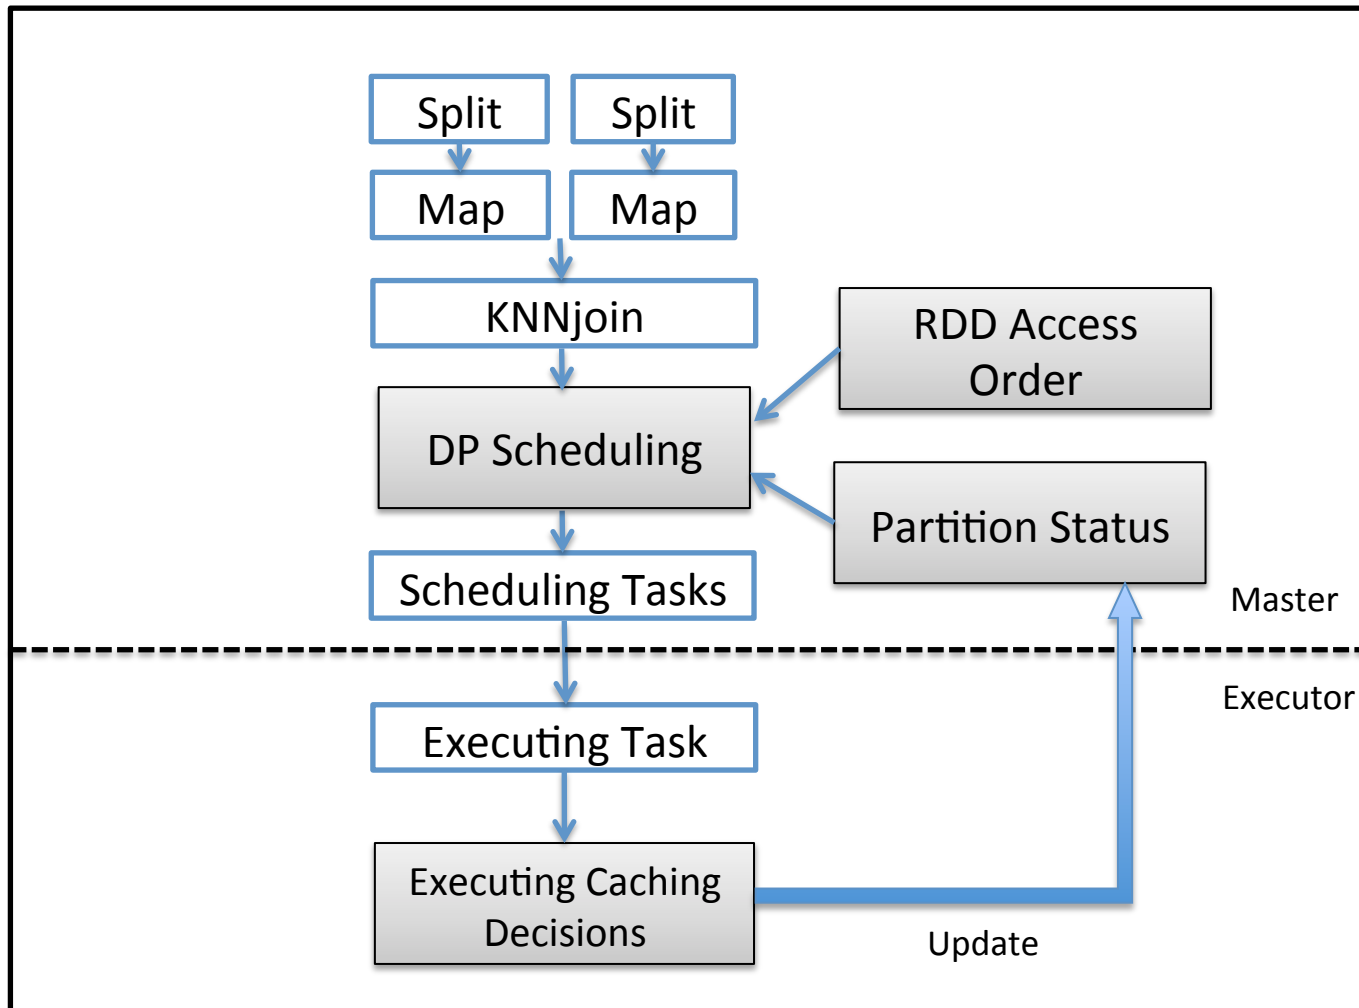 Split
Split
Map
Map
KNNjoin
RDD Access
Order
DP Scheduling
Partition Status
Scheduling Tasks
Master
Executor
Executing Task
Executing Caching
Decisions
Update